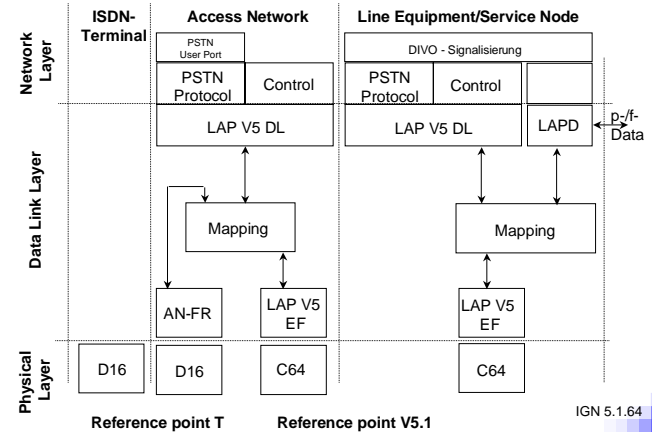 ISDN-
Terminal
Access Network
Line Equipment/Service Node
Network
Layer
PSTN
User Port
DIVO - Signalisierung
PSTN
Protocol
Control
PSTN
Protocol
Control
Data Link Layer
LAP V5 DL
LAP V5 DL
LAPD
p-/f-
Data
Mapping
Mapping
AN-FR
LAP V5
EF
LAP V5
EF
Physical
Layer
D16
D16
C64
C64
Reference point T
Reference point V5.1
IGN 5.1.64